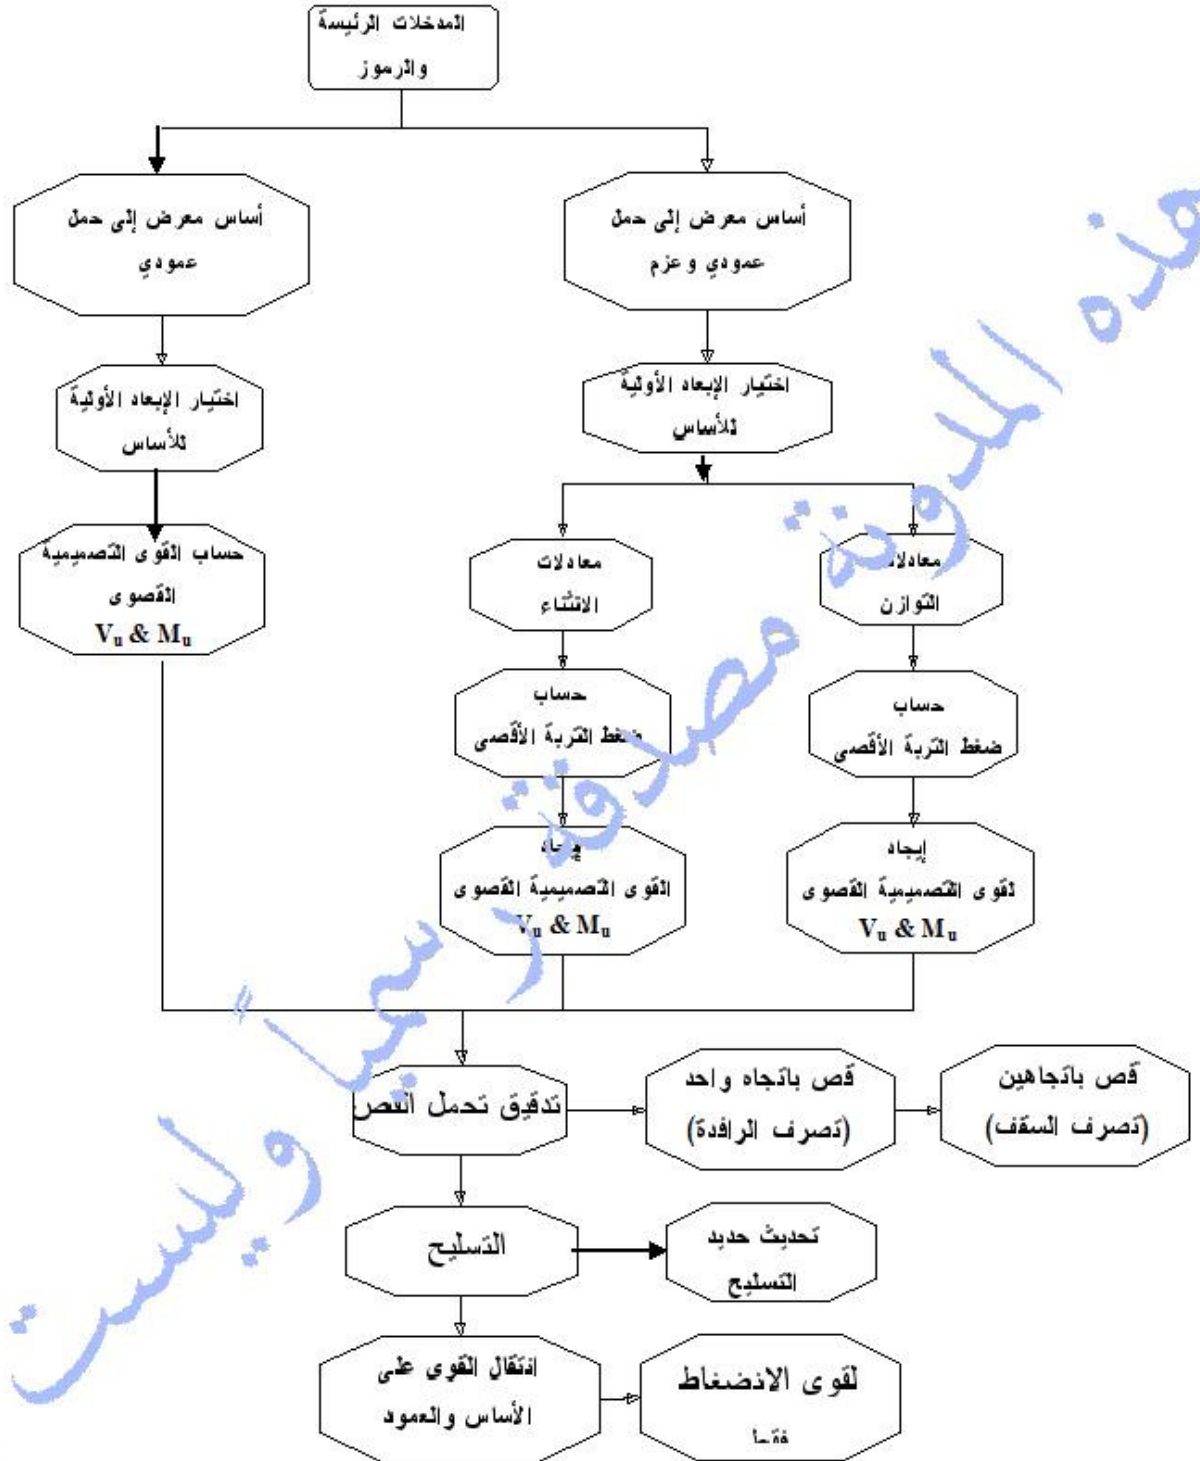 المدخلات الرئيسة
والرموز
أساس معرض إلى حمل
عمودي
أساس معرض إلى حمل
عمودي وعزم
اختيار الإبعاد الأولية
للأساس
اختيار الإبعاد الأولية
للأساس
حساب القوى التصميمية
القصوى
Vu & Mu
معادلات
الانثناء
معادلات
التوازن
حساب
ضغط التربة الأقصى
حساب
ضغط التربة الأقصى
إيجاد
القوى التصميمية القصوى
Vu & Mu
إيجاد
لقوى التصميمية القصوى
Vu & Mu
تدقيق تحمل القص
قص باتجاه واحد
(تصرف الرافدة)
قص باتجاهين
(تصرف السقف)
التسليح
تحديث حديد
التسليح
انتقال القوى على
الأساس والعمود
لقوى الانضغاط
فقط
هذه المدونة مصدقة رسمياً وليست